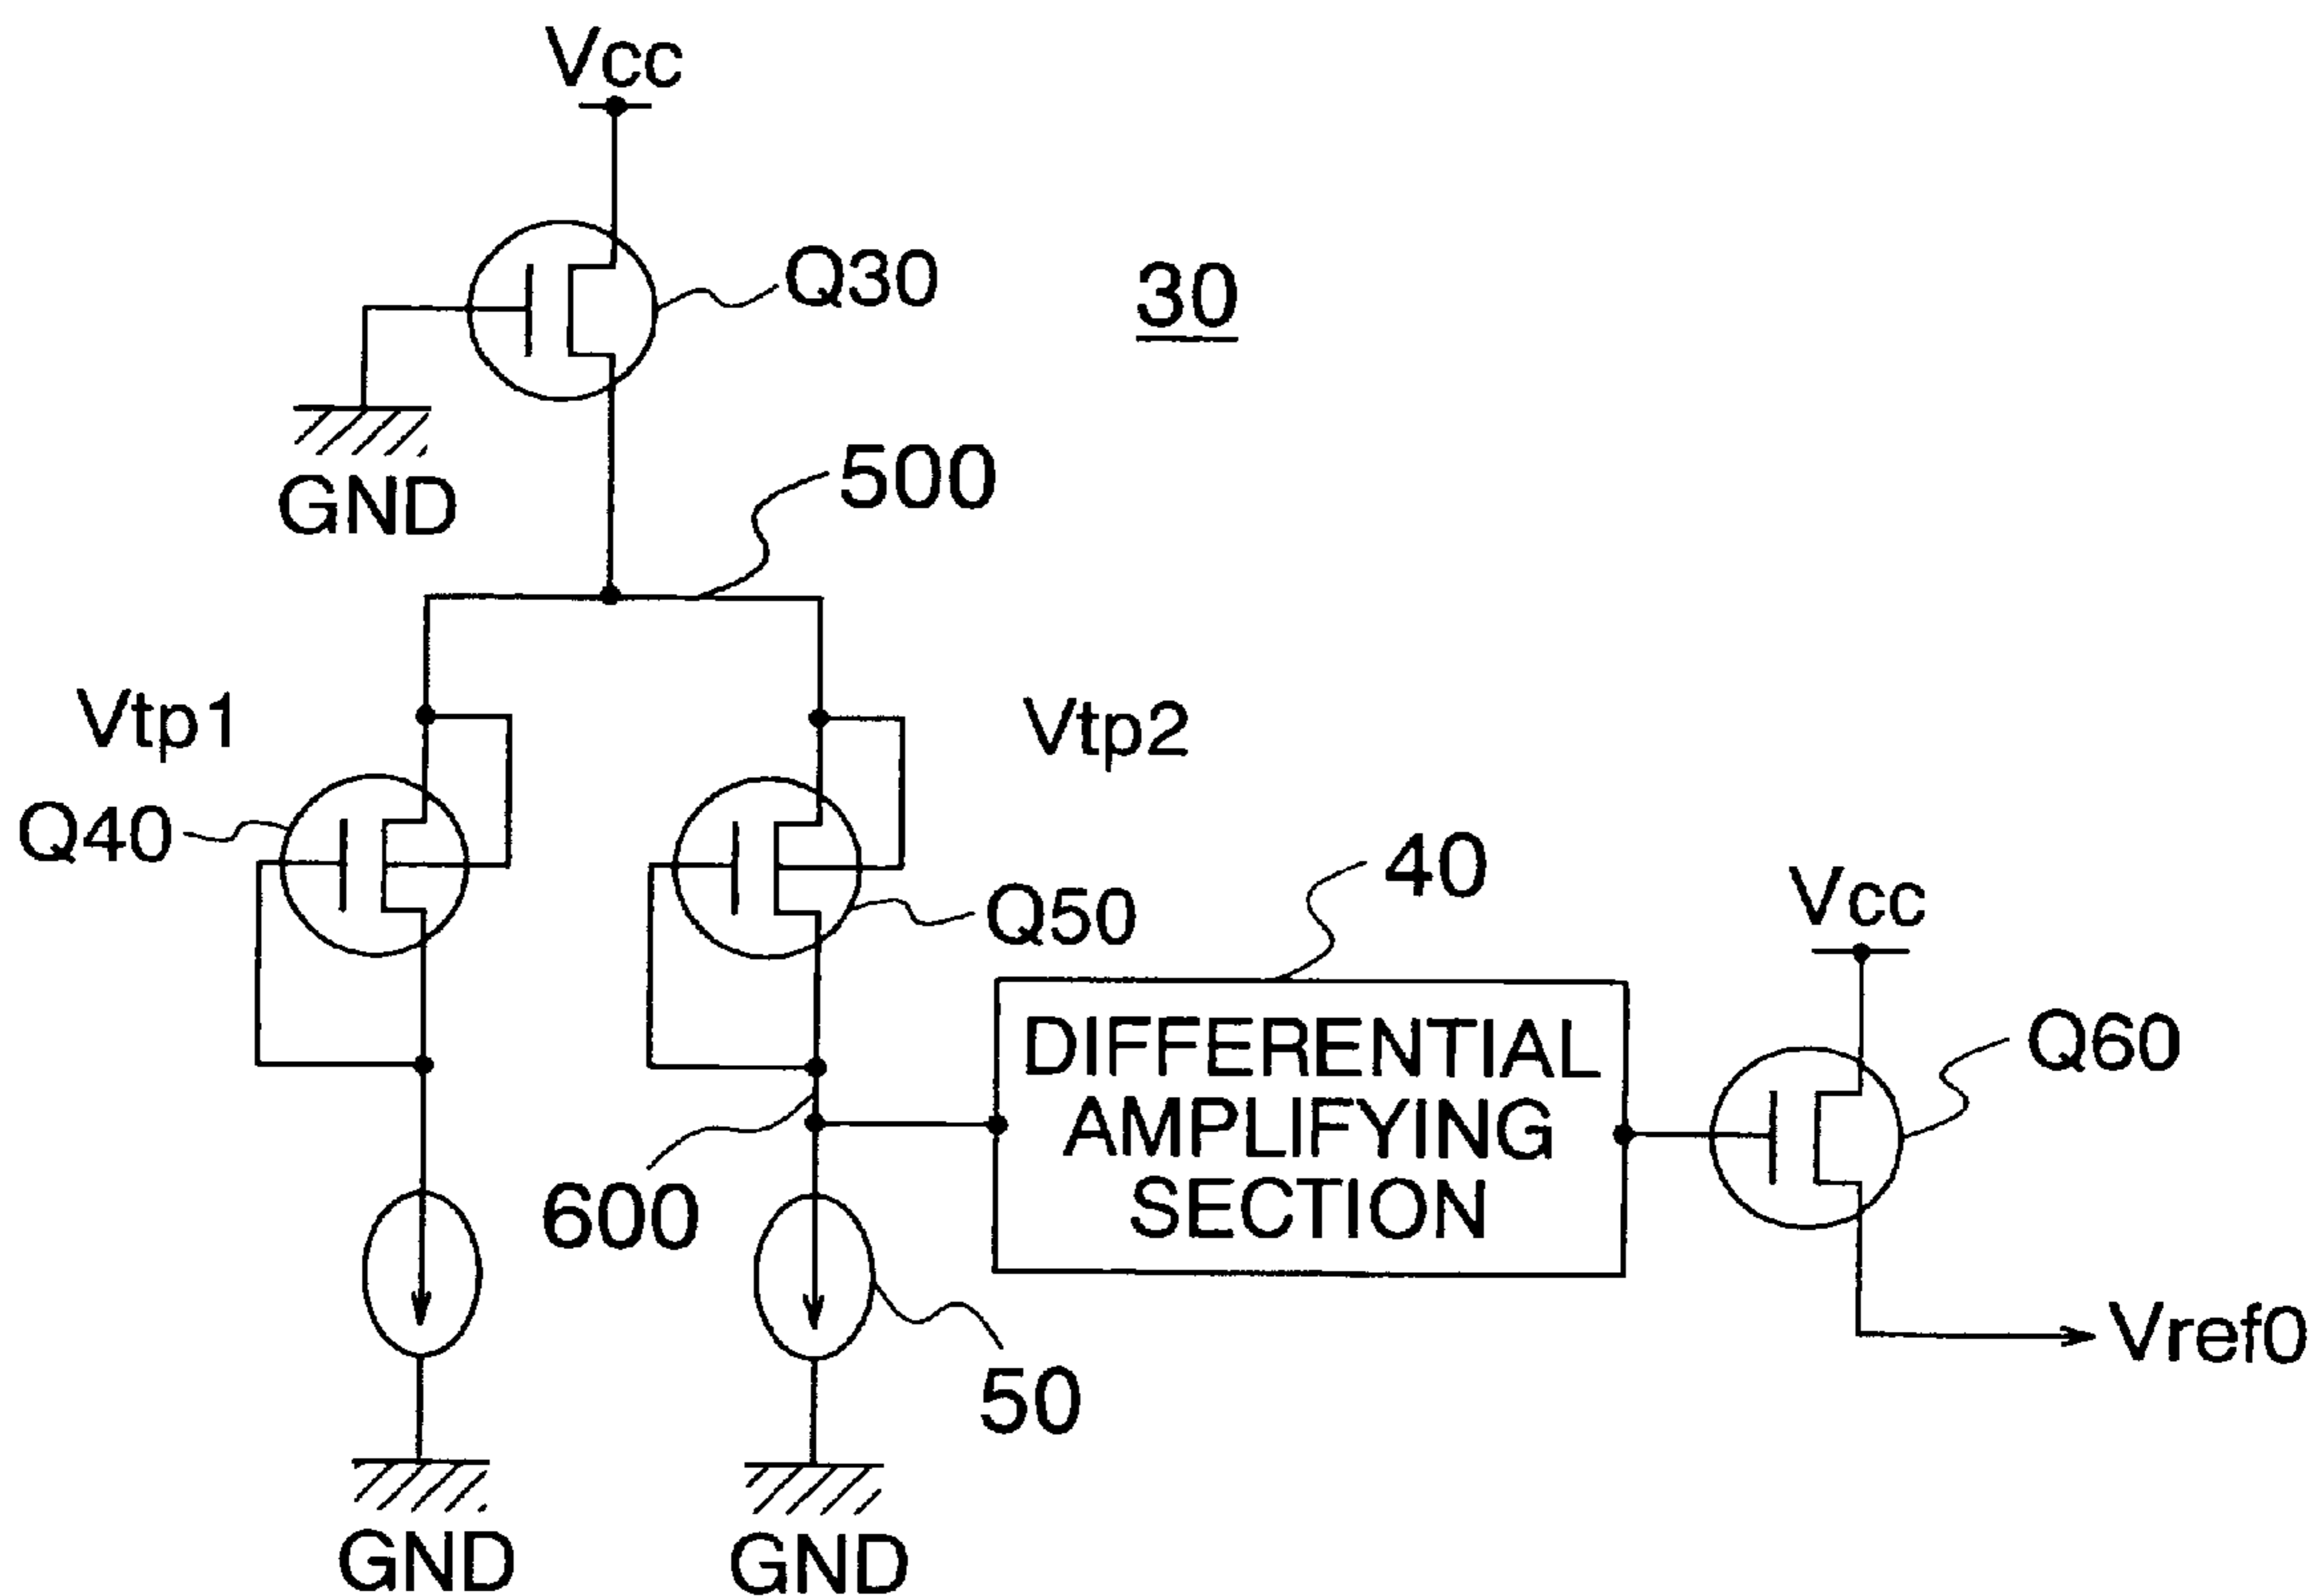 Vcc
Q30
30
GND
500
Vtp1
Vtp2
Q40
Q50
40
Vcc
DIFFERENTIAL
AMPLIFYING
SECTION
Q60
600
50
Vref0
GND
GND